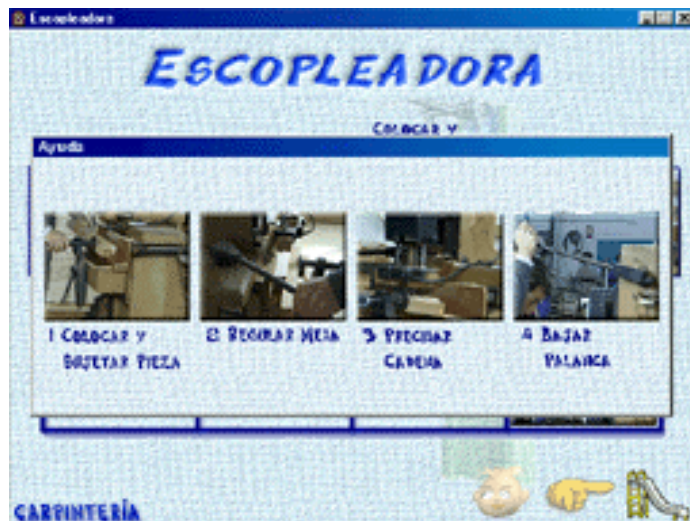 Escopleadora
ESCOPLEADORA
COLOCAR Y
Ayuda
1 COLOCAR Y
SUJETAR PIEZA
2 REGULAR MESA
3 PRECISAR
CADENA
4 BAJAR
PALANCA
CARPINTERÍA